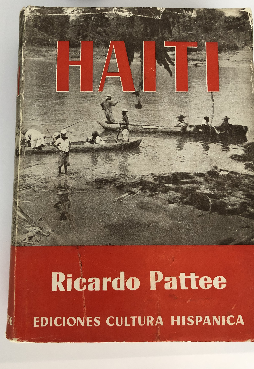 HAITI
Ricardo Pattee
EDICIONES CULTURA HISPANICA